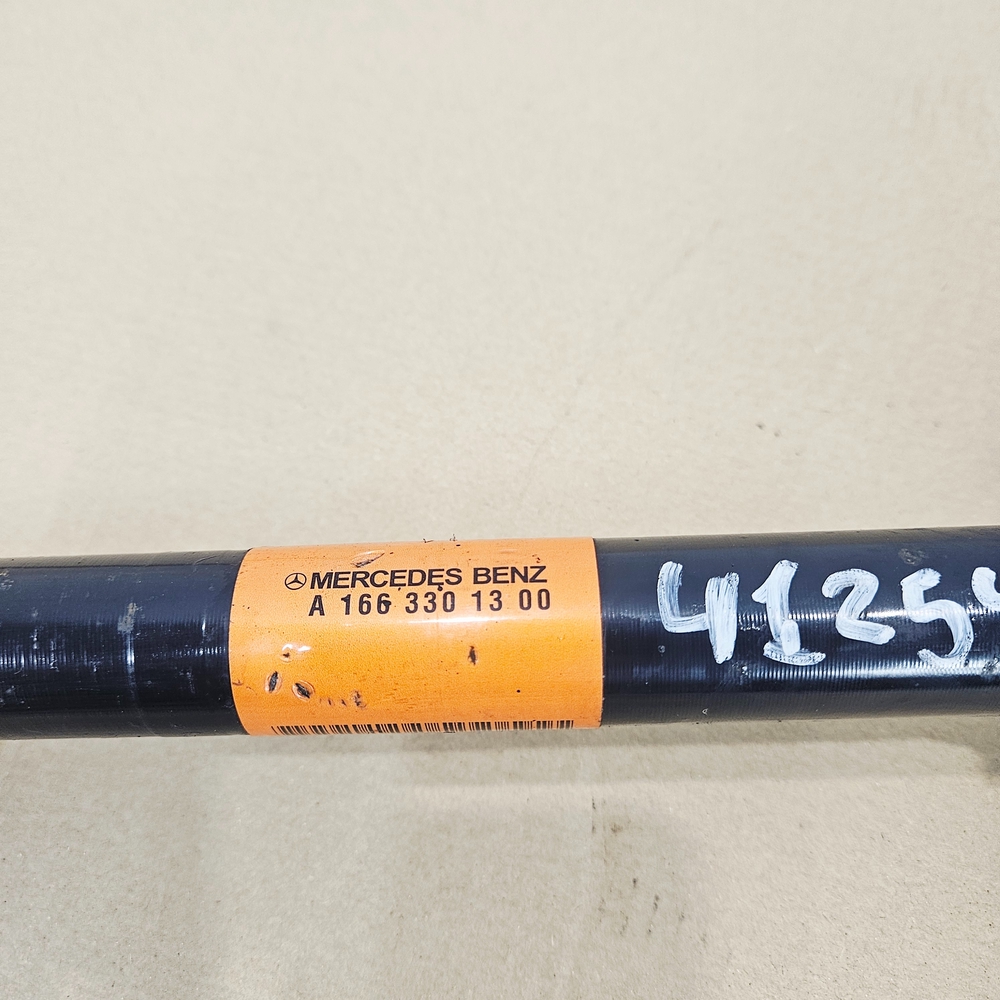 MERCEDES BENZ
A 166 330 13 00
4125